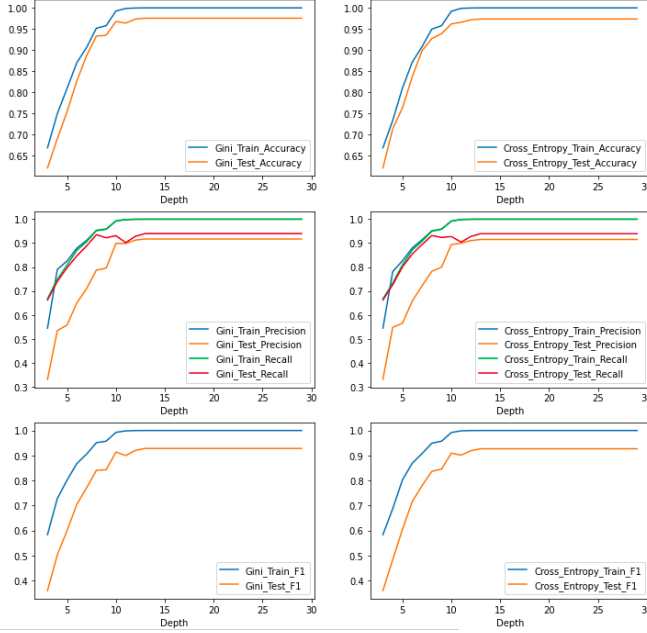 1.00
0.95
0.90
0.85
0.80
0.75
0.70
0.65
Gini_Train_Accuracy
Gini_Test_Accuracy
5 10 15 20 25 30
Depth
1.00
0.95
0.90
0.85
0.80
0.75
0.70
0.65
Cross_Entropy_Train_Accuracy
Cross_Entropy_Test_Accuracy
5 10 15 20 25 30
Depth
1.0
0.9
0.8
0.7
0.6
0.5
0.4
0.3
Gini_Train_Precision
Gini_Test_Precision
Gini_Train_Recall
Gini_Test_Recall
5 10 15 20 25 30
Depth
1.0
0.9
0.8
0.7
0.6
0.5
0.4
0.3
Cross_Entropy_Train_Precision
Cross_Entropy_Test_Precision
Cross_Entropy_Train_Recall
Cross_Entropy_Test_Recall
5 10 15 20 25 30
Depth
1.0
0.9
0.8
0.7
0.6
0.5
0.4
Gini_Train_F1
Gini_Test_F1
5 10 15 20 25 30
Depth
1.0
0.9
0.8
0.7
0.6
0.5
0.4
Cross_Entropy_Train_F1
Cross_Entropy_Test_F1
5 10 15 20 25 30
Depth